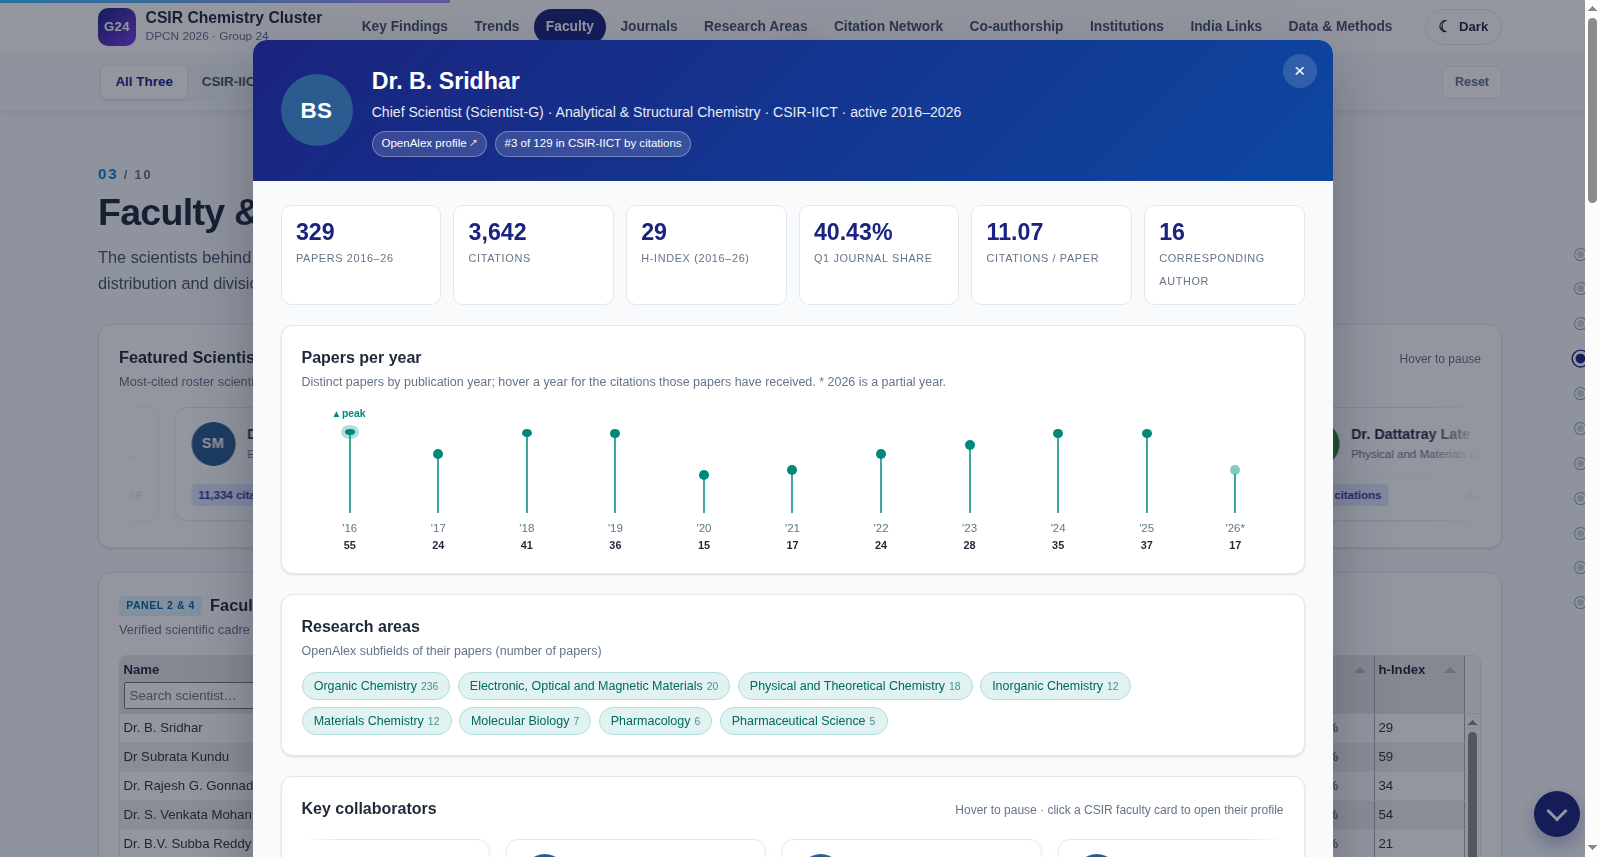 G24
CSIR Chemistry Cluster
DPCN 2026 · Group 24
Key Findings
Trends
Faculty
Journals
Research Areas
Citation Network
Co-authorship
Institutions
India Links
Data & Methods
Dark
All Three
Reset
03 / 10
Faculty &
The scientists behind
Featured
Most-cited roster
Hover to pause
SM
Dr. Dattatray Late
Physical and Materials
59
11,334
citations
PANEL 2 & 4
Verified scientific cadre
Name
h-Index
Search scientist…
Dr. B. Sridhar
29
Dr Subrata Kundu
59
Dr. Rajesh G.
34
Dr. S. Venkata Mohan
54
Dr. B.V. Subba Reddy
21
BS
Dr. B. Sridhar
Chief Scientist (Scientist-G) · Analytical & Structural Chemistry · CSIR-IICT · active 2016–2026
OpenAlex profile ↗
#3 of 129 in CSIR-IICT by citations
×
329
PAPERS 2016–26
3,642
CITATIONS
29
H-INDEX (2016–26)
40.43%
Q1 JOURNAL SHARE
11.07
CITATIONS / PAPER
16
CORRESPONDING
AUTHOR
Papers per year
Distinct papers by publication year; hover a year for the citations those papers have received. * 2026 is a partial year.
▲ peak
'16 '17 '18 '19 '20 '21 '22 '23 '24 '25 '26*
55 24 41 36 15 17 24 28 35 37 17
Research areas
OpenAlex subfields of their papers (number of papers)
Organic Chemistry 236
Electronic, Optical and Magnetic Materials 20
Physical and Theoretical Chemistry 18
Inorganic Chemistry 12
Materials Chemistry 12
Molecular Biology 7
Pharmacology 6
Pharmaceutical Science 5
Key collaborators
Hover to pause · click a CSIR faculty card to open their profile